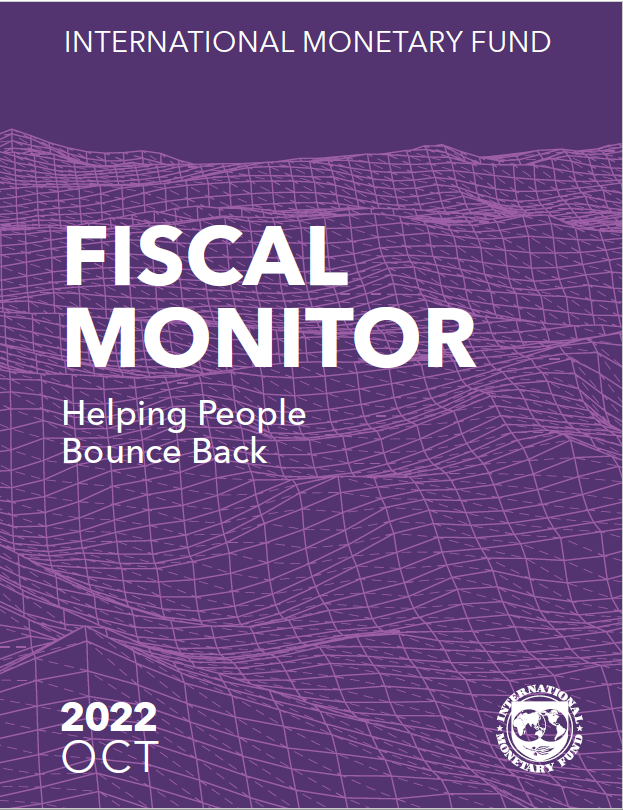 INTERNATIONAL MONETARY FUND
FISCAL
MONITOR
Helping People
Bounce Back
2022
OCT
INTERNATIONAL
MONETARY FUND